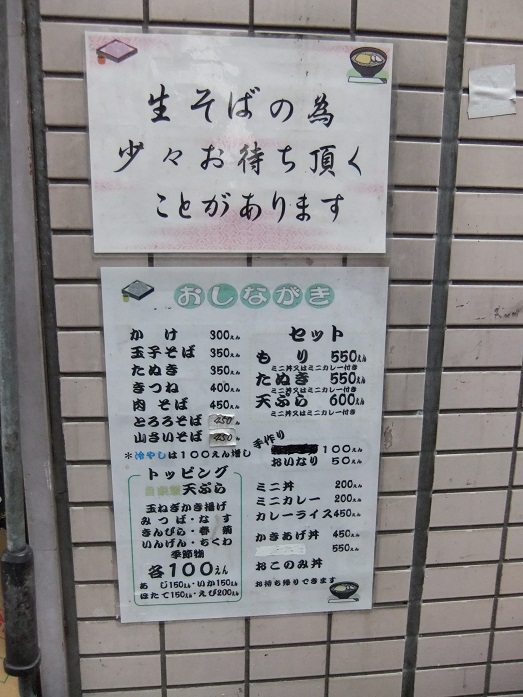 生そばの為
少々お待ち頂く
ことがあります
おしながき
かけ 300えん
玉子そば 350えん
たぬき 350えん
きつね 400えん
肉そば 450えん
とろろそば 450
山さいそば 450
*冷やしは100えん増し
トッピング
自家製天ぷら
玉ねぎかき揚げ
みつば・なす
きんぴら・春菊
いんげん・ちくわ
季節物
各100えん
あじ150えん・いか150えん
ほたて150えん・えび200えん
セット
もり 550えん
ミニ丼又はミニカレー付き
たぬき 550えん
ミニ丼又はミニカレー付き
天ぷら 600えん
ミニ丼又はミニカレー付き
手作り
100えん
おいなり 50えん
ミニ丼 200えん
ミニカレー 200えん
カレーライス 450えん
かきあげ丼 450えん
550えん
おこのみ丼
お持ち帰りできます